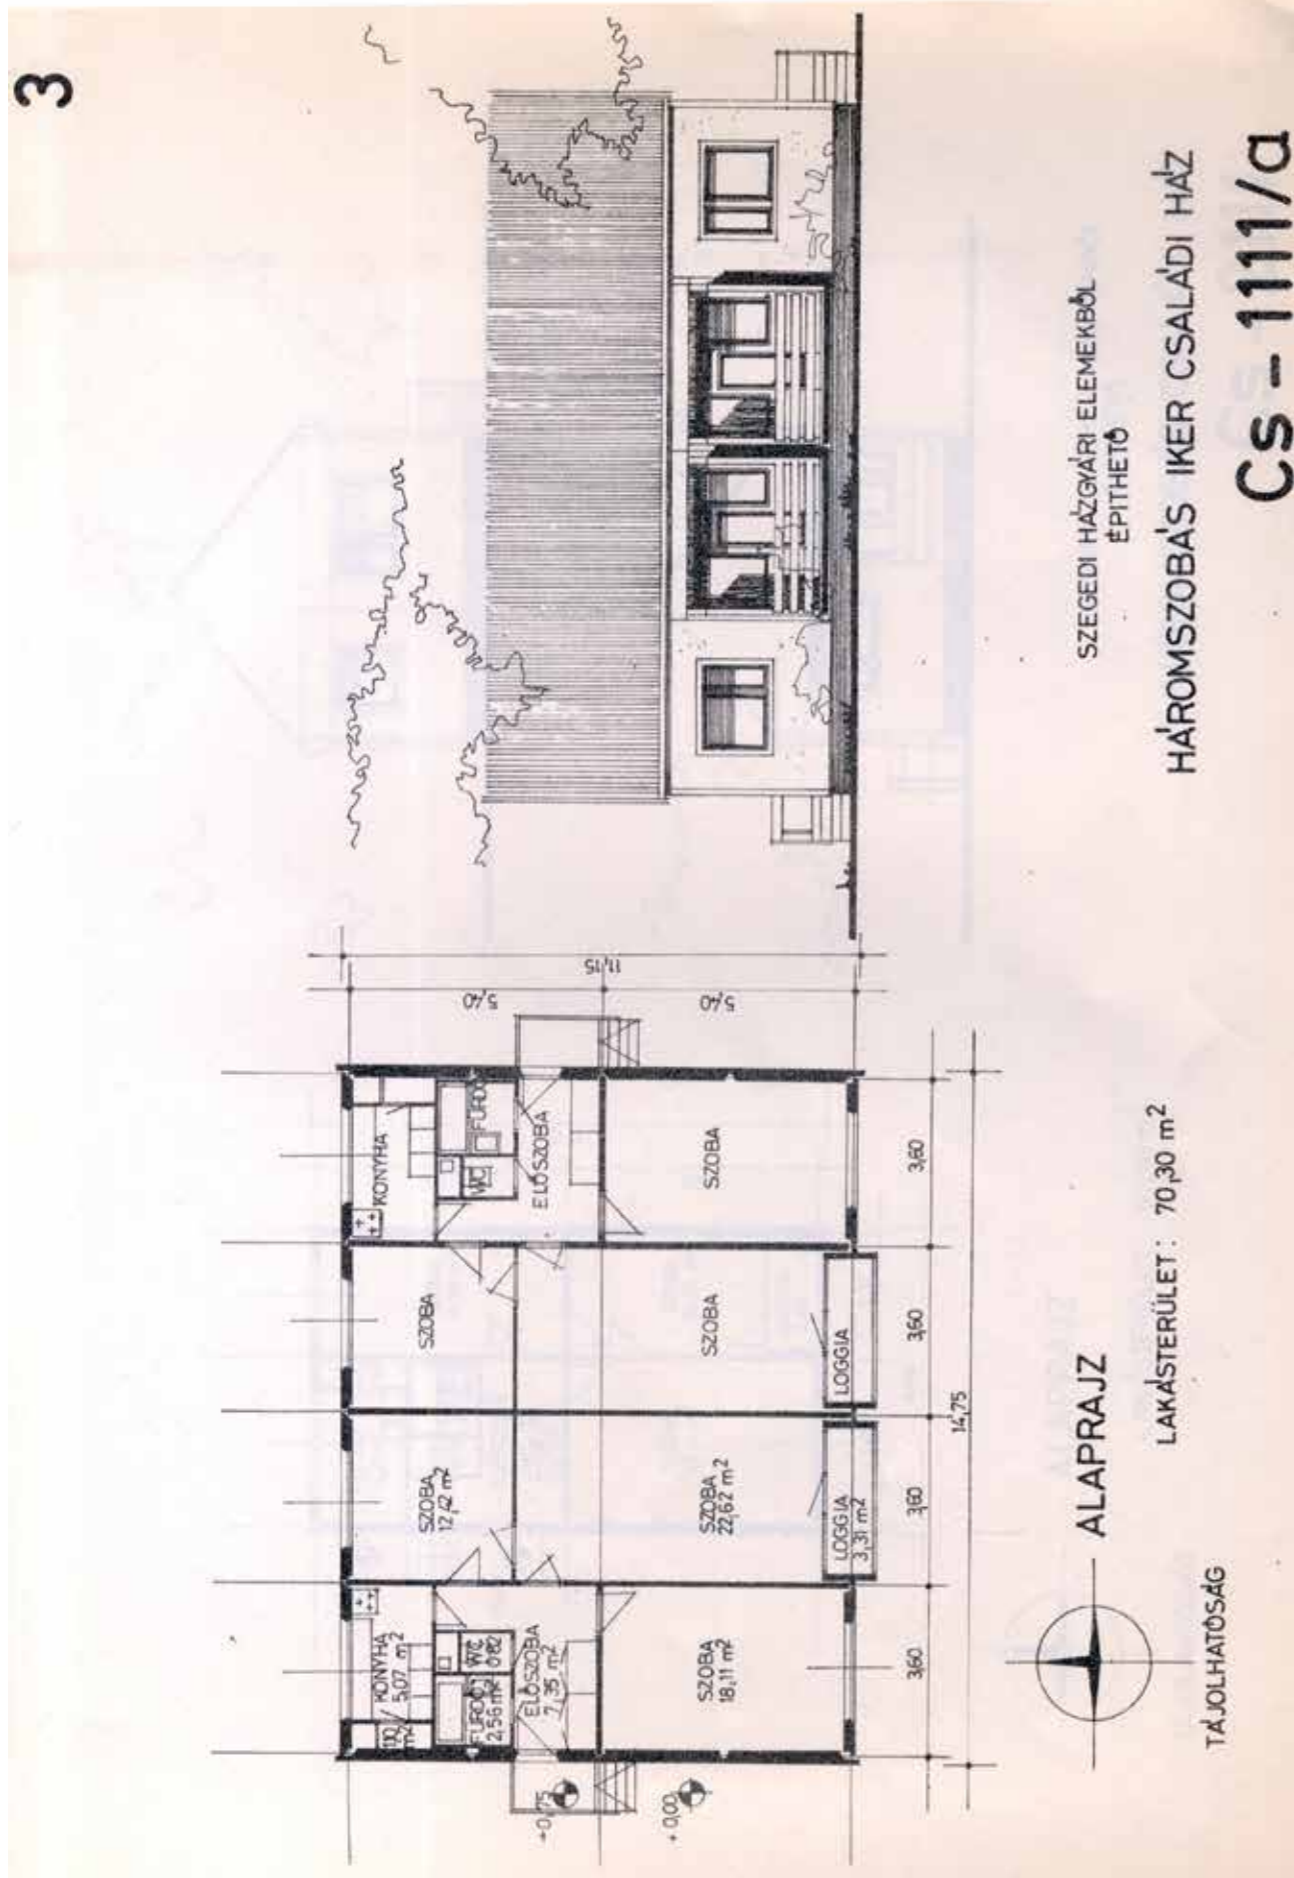 3
KONYHA
5,07 m²
m²
FÜRDŐ
2,56 m²
WC
0,82
ELŐSZOBA
7,35 m²
SZOBA
18,11 m²
SZOBA
12,42 m²
SZOBA
22,62 m²
LOGGIA
3,31 m²
SZOBA
SZOBA
LOGGIA
KONYHA
FÜRDŐ
WC
ELŐSZOBA
SZOBA
+0,75
+0,00
5,40
5,40
11,15
3,60
3,60
3,60
3,60
14,75
ALAPRAJZ
TÁJOLHATÓSÁG
LAKÁSTERÜLET: 70,30 m²
SZEGEDI HÁZGYÁRI ELEMEKBŐL
ÉPITHETŐ
HÁROMSZOBÁS IKER CSALÁDI HÁZ
Cs - 1111/a